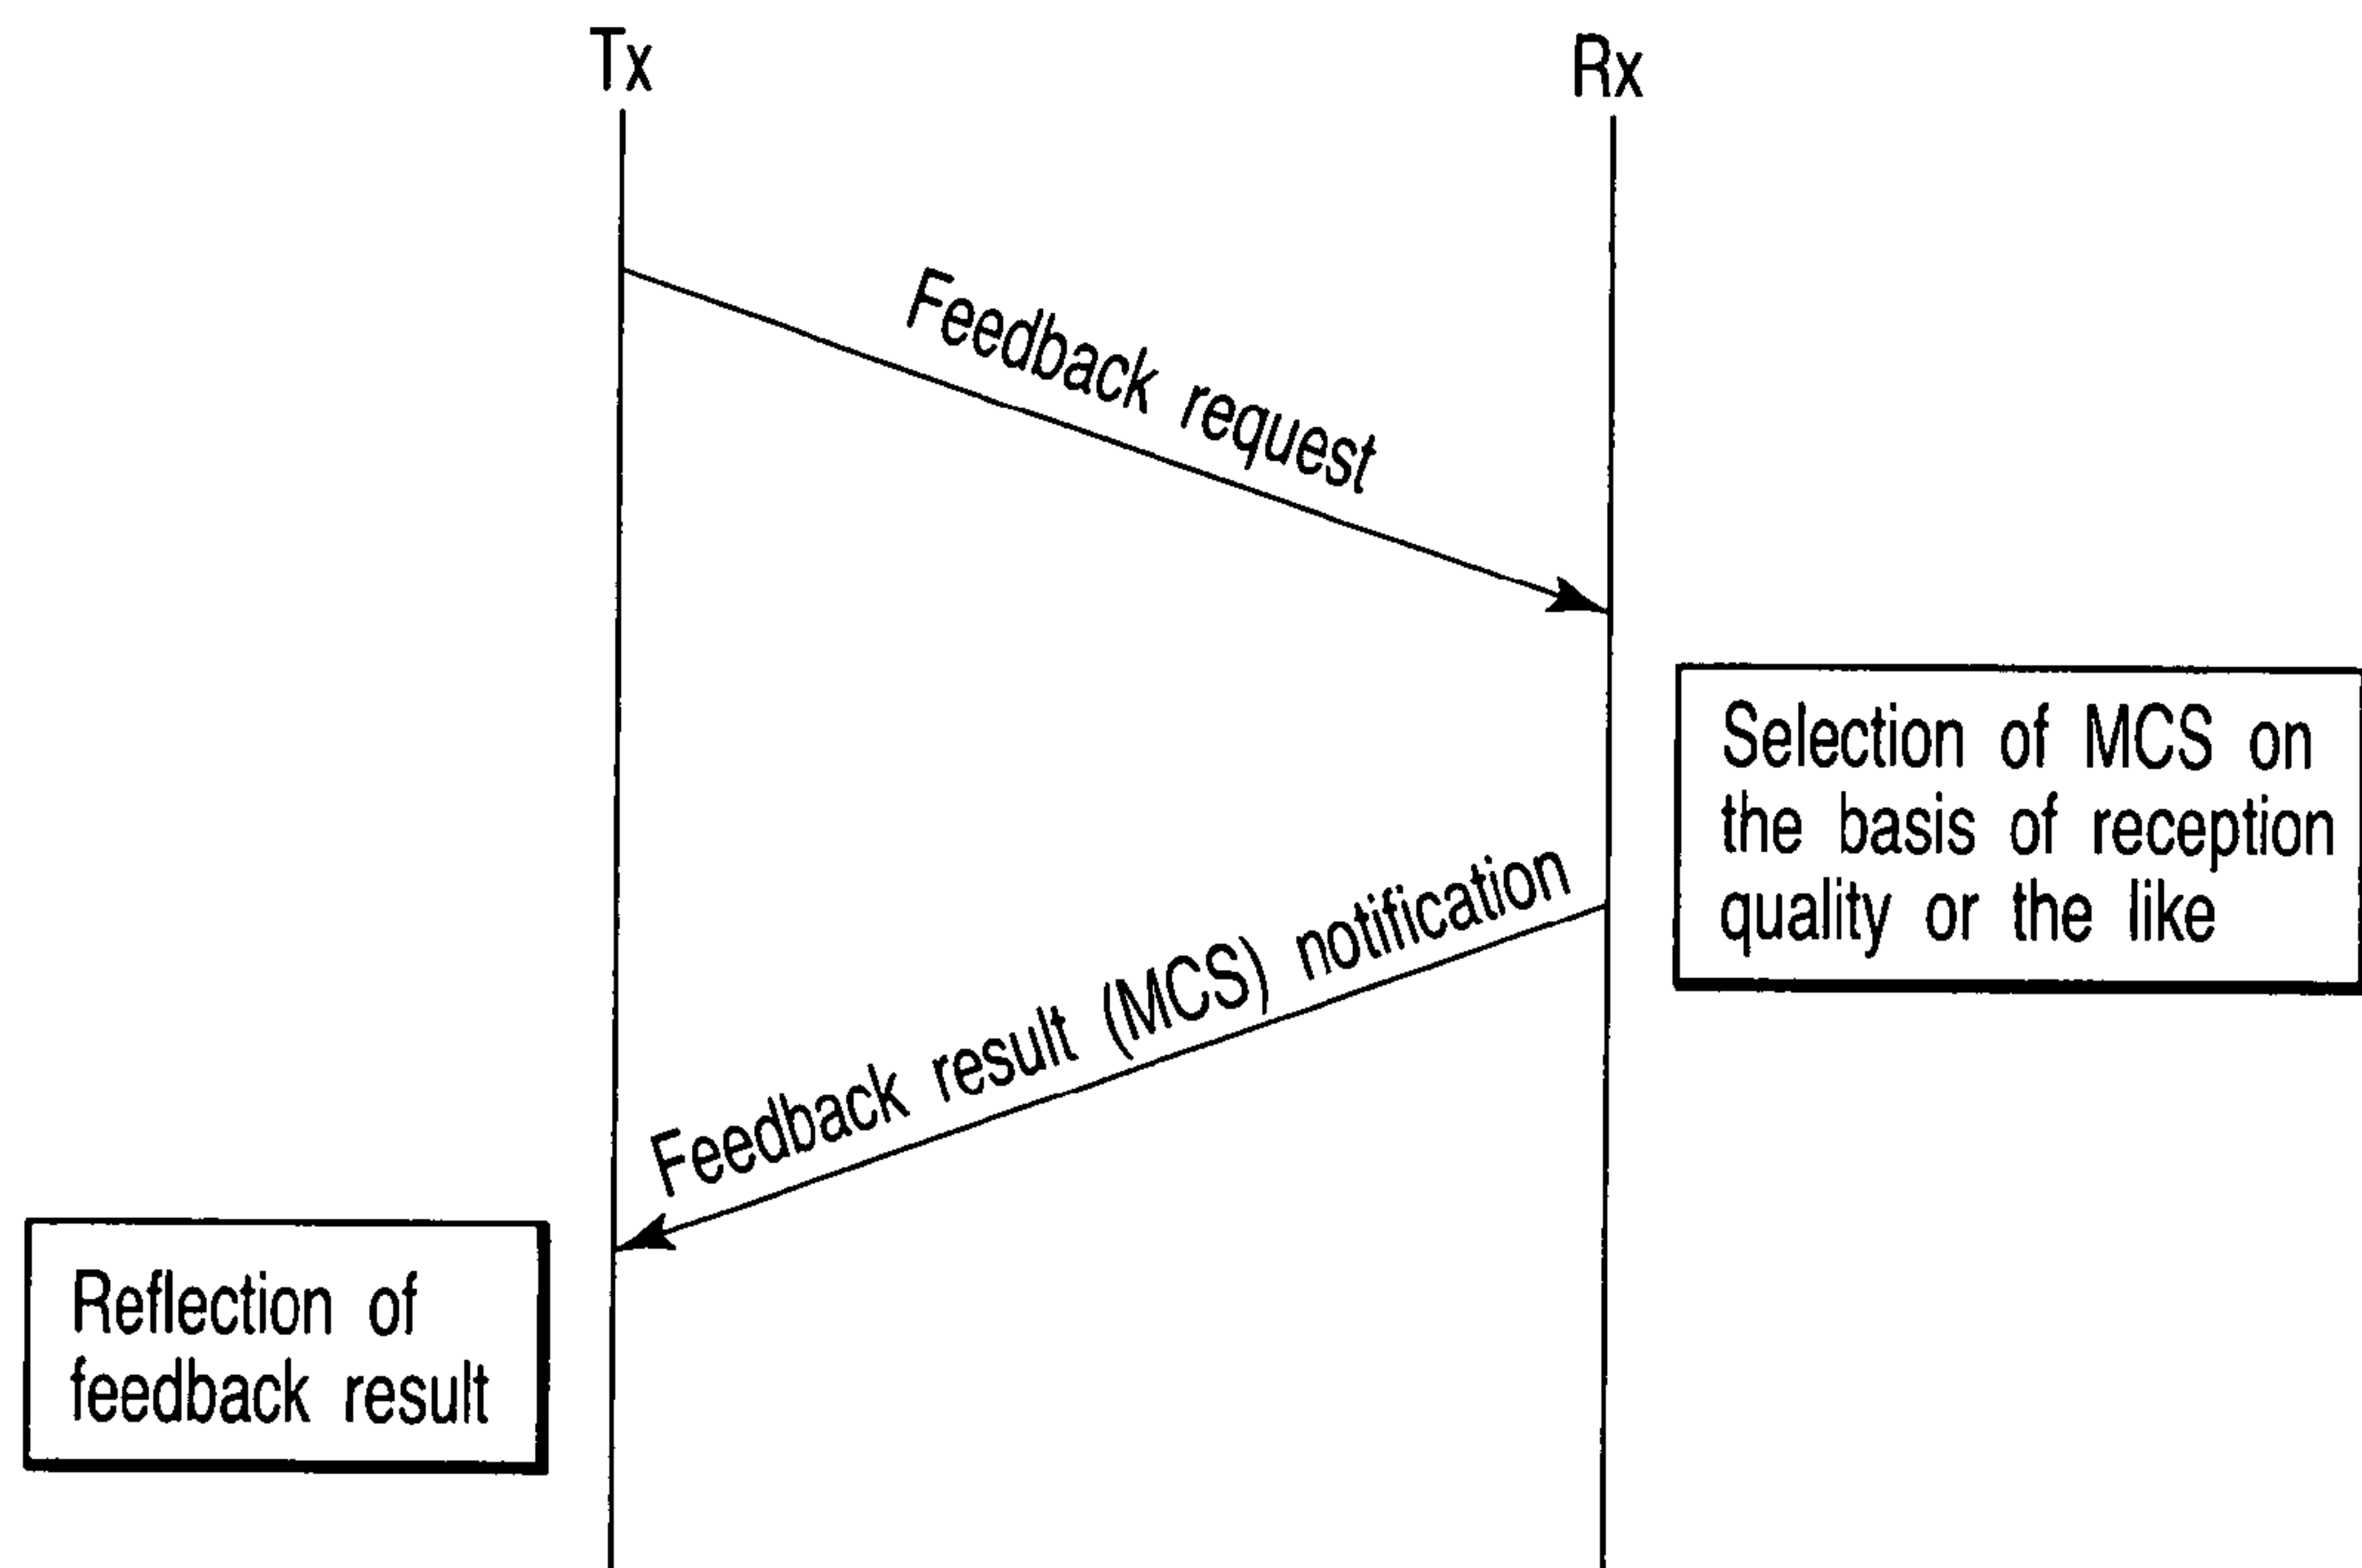 Tx
Rx
Feedback request
Selection of MCS on
the basis of reception
quality or the like
Feedback result (MCS) notification
Reflection of
feedback result